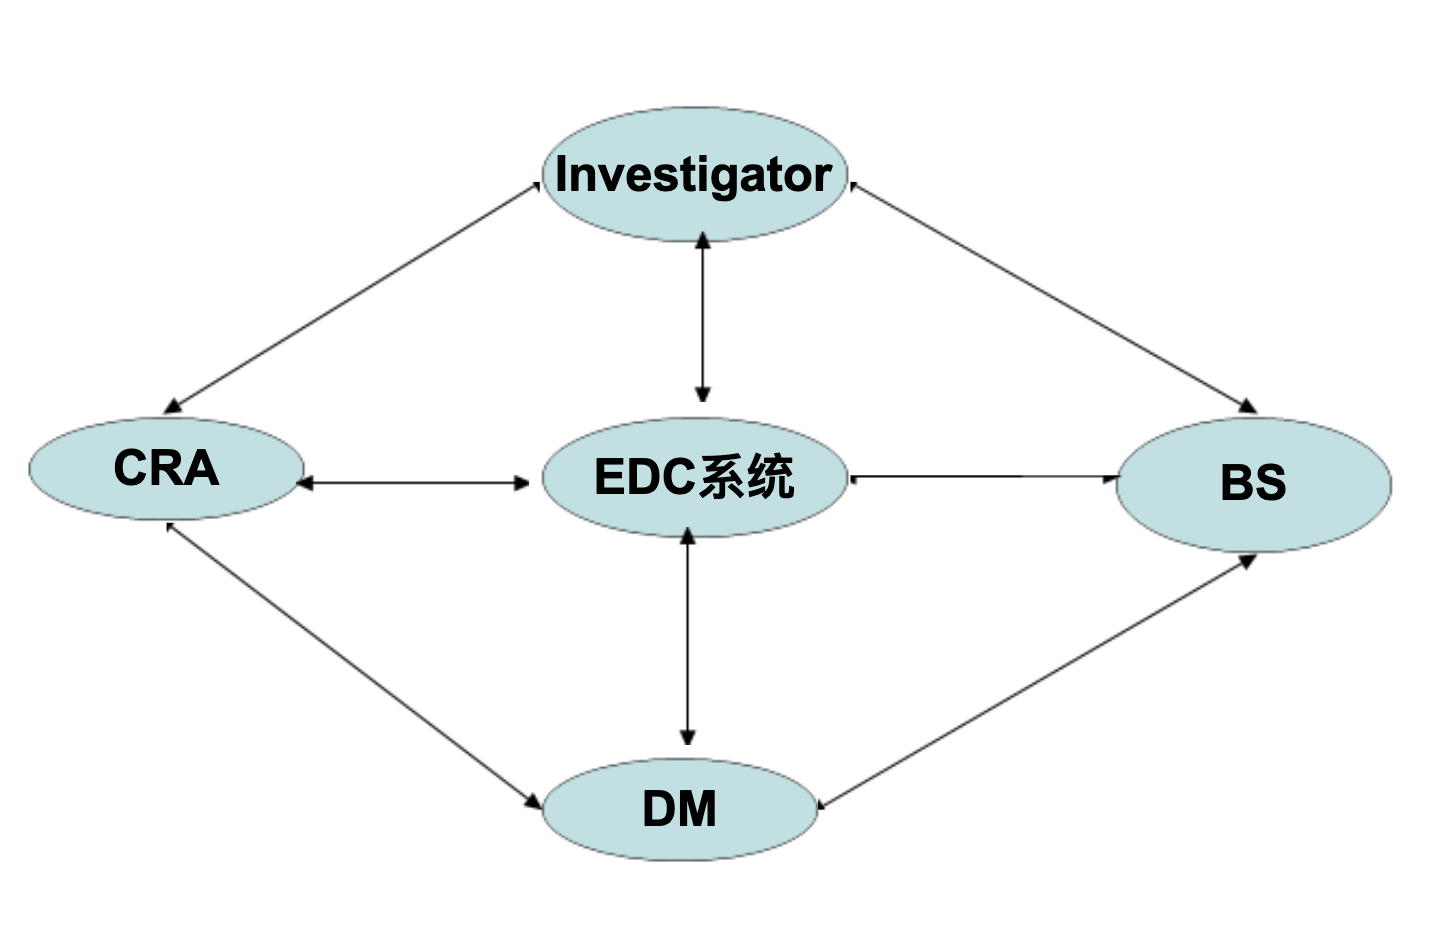 Investigator
CRA
EDC系统
BS
DM